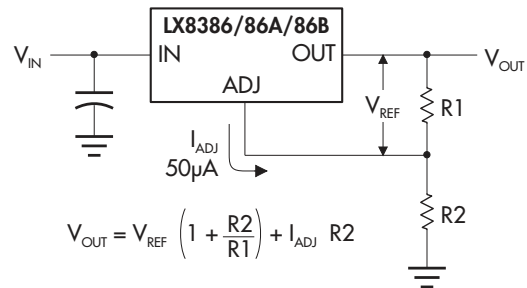 LX8386/86A/86B
V_IN IN OUT V_OUT
ADJ
V_REF R1
I_ADJ
50µA
R2
V_OUT = V_REF (1 + R2/R1) + I_ADJ R2